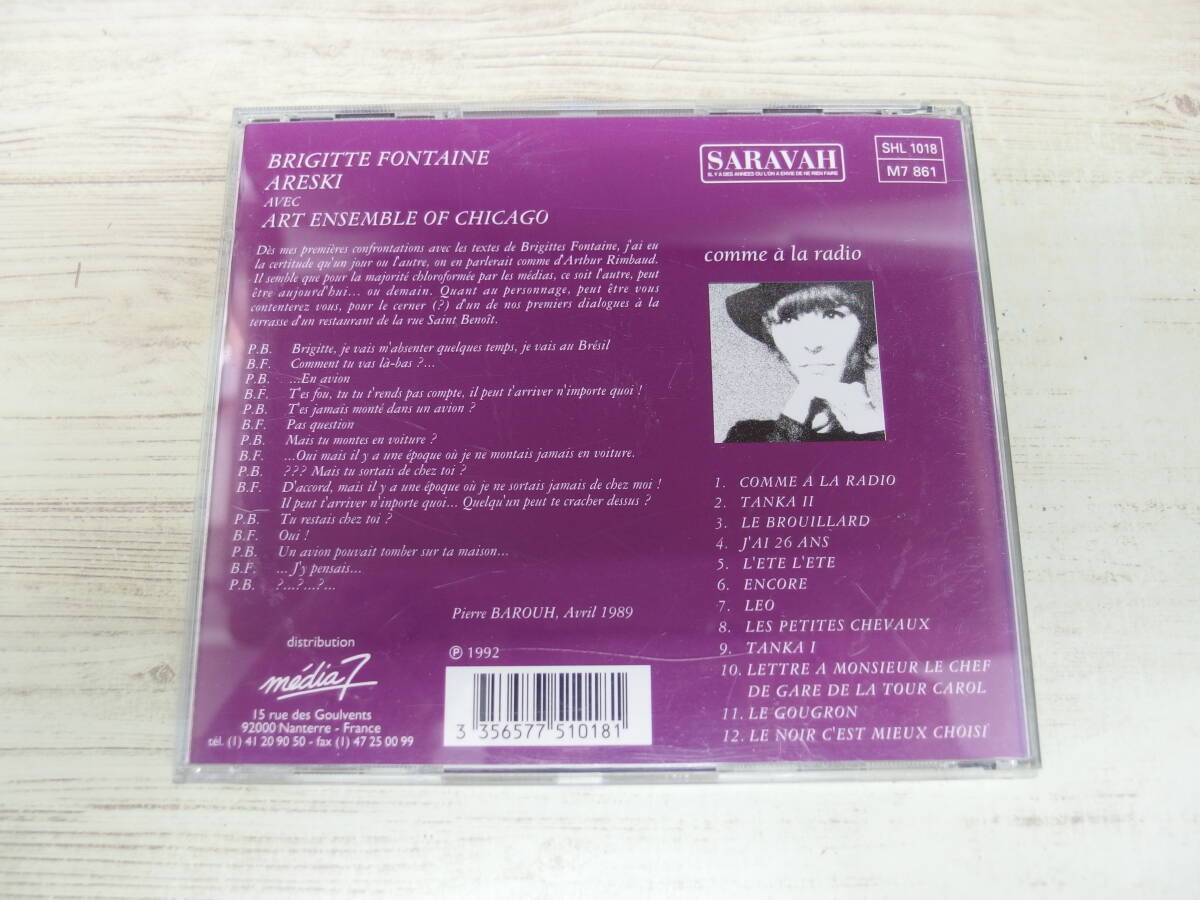 BRIGITTE FONTAINE
ARESKI
AVEC
ART ENSEMBLE OF CHICAGO
Dès mes premières confrontations avec les textes de Brigittes Fontaine, j'ai eu
la certitude qu'un jour ou l'autre, on en parlerait comme d'Arthur Rimbaud.
Il semble que pour la majorité chloroformée par les médias, ce soit l'autre, peut
être aujourd'hui... ou demain. Quant au personnage, peut être vous
contenterez vous, pour le cerner (?) d'un de nos premiers dialogues à la
terrasse d'un restaurant de la rue Saint Benoît.
P.B. Brigitte, je vais m'absenter quelques temps, je vais au Brésil
B.F. Comment tu vas là-bas ?...
P.B. ...En avion
B.F. T'es fou, tu tu t'rends pas compte, il peut t'arriver n'importe quoi !
P.B. T'es jamais monté dans un avion ?
B.F. Pas question
P.B. Mais tu montes en voiture ?
B.F. ...Oui mais il y a une époque où je ne montais jamais en voiture.
P.B. ??? Mais tu sortais de chez toi ?
B.F. D'accord, mais il y a une époque où je ne sortais jamais de chez moi !
Il peut t'arriver n'inporte quoi... Quelqu'un peut te cracher dessus ?
P.B. Tu restais chez toi ?
B.F. Oui !
P.B. Un avion pouvait tomber sur ta maison...
B.F. ... J'y pensais...
P.B. ?...?...?...
Pierre BAROUH, Avril 1989
distribution
média 7
15 rue des Goulvents
92000 Nanterre - France
tél. (1) 41 20 90 50 - fax (1) 47 25 00 99
℗ 1992
3 356577 510181
SARAVAH
IL Y A DES ANNEES OU L'ON A ENVIE DE NE RIEN FAIRE
SHL 1018
M7 861
comme à la radio
1. COMME A LA RADIO
2. TANKA II
3. LE BROUILLARD
4. J'AI 26 ANS
5. L'ETE L'ETE
6. ENCORE
7. LEO
8. LES PETITES CHEVAUX
9. TANKA I
10. LETTRE A MONSIEUR LE CHEF
DE GARE DE LA TOUR CAROL
11. LE GOUGRON
12. LE NOIR C'EST MIEUX CHOISI